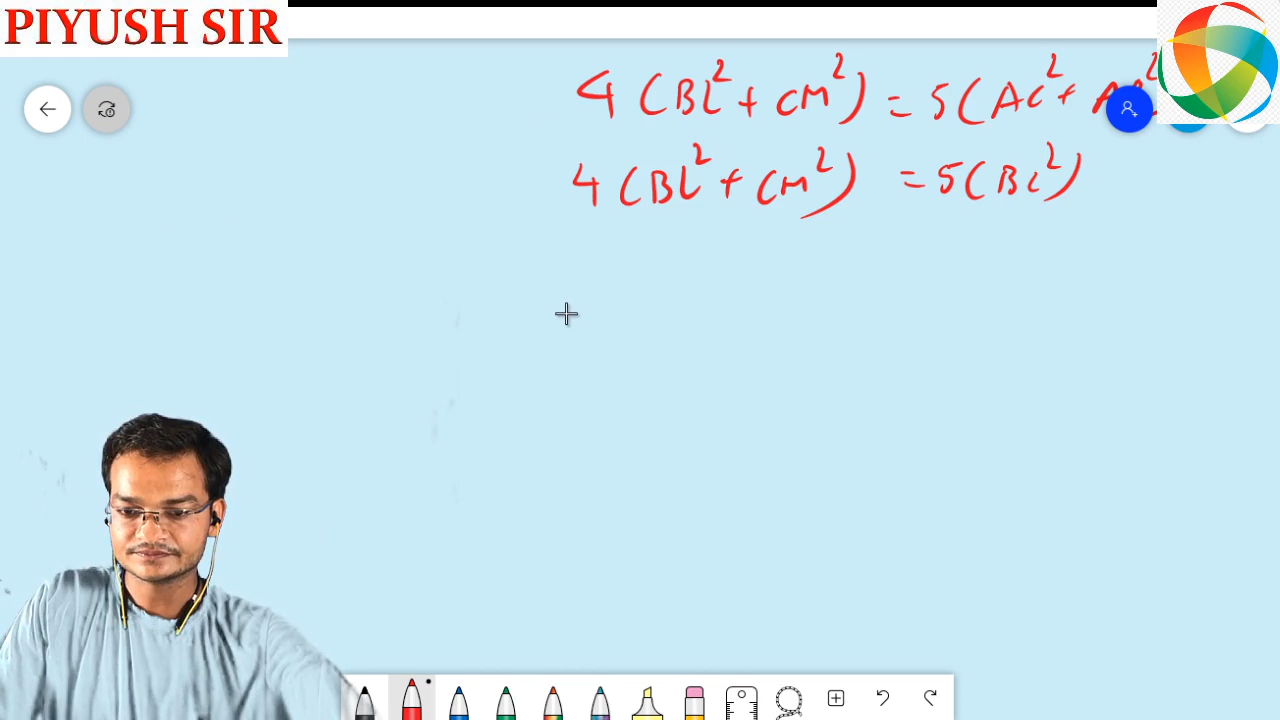 PIYUSH SIR
4 (BL² + CM²) = 5 (AC² +
4 (BL² + CM²) = 5 (BC²)